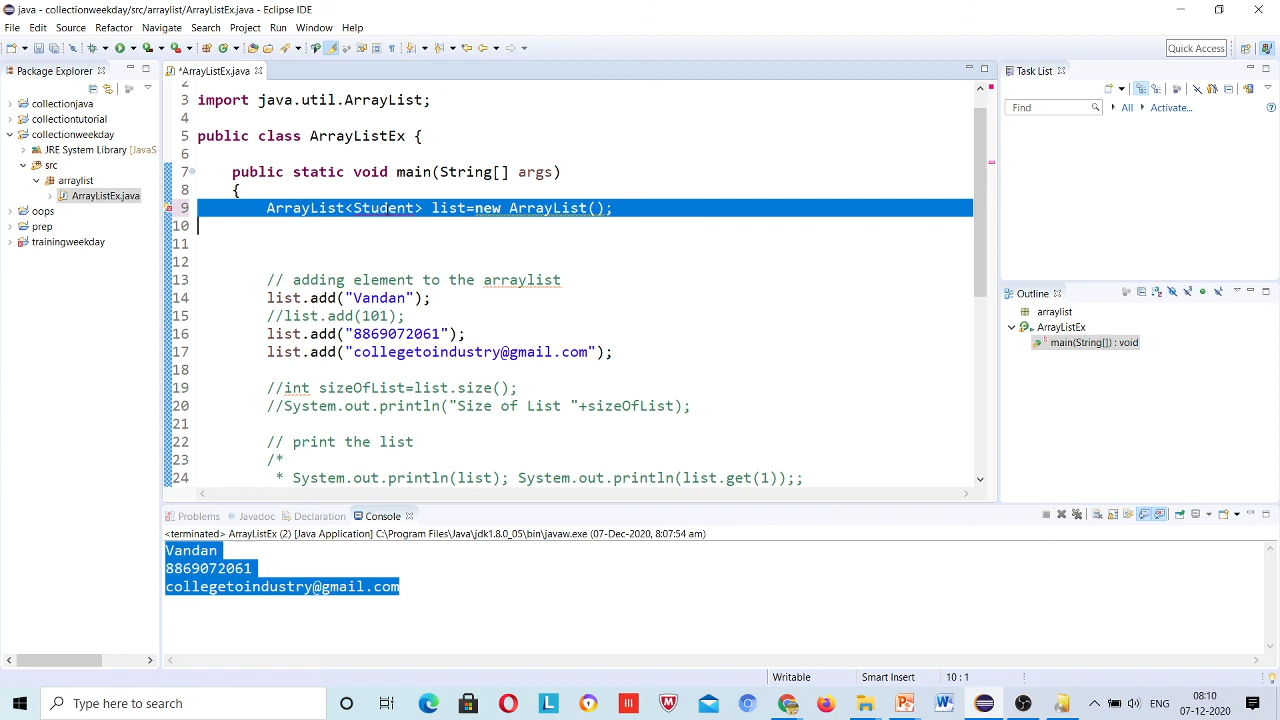 java - collectionweekday/src/arraylist/ArrayListEx.java - Eclipse IDE
File Edit Source Refactor Navigate Search Project Run Window Help
Quick Access
Package Explorer
*ArrayListEx.java
Task List
collectionjava
collectiontutorial
collectionweekday
JRE System Library [JavaS
src
arraylist
ArrayListEx.java
oops
prep
trainingweekday
2
3 import java.util.ArrayList;
4
5 public class ArrayListEx {
6
7 public static void main(String[] args)
8 {
9 ArrayList<Student> list=new ArrayList();
10
11
12
13 // adding element to the arraylist
14 list.add("Vandan");
15 //list.add(101);
16 list.add("8869072061");
17 list.add("collegetoindustry@gmail.com");
18
19 //int sizeOfList=list.size();
20 //System.out.println("Size of List "+sizeOfList);
21
22 // print the list
23 /*
24 * System.out.println(list); System.out.println(list.get(1));;
Find
All
Activate...
Outline
arraylist
ArrayListEx
main(String[]) : void
Problems Javadoc Declaration Console
<terminated> ArrayListEx (2) [Java Application] C:\Program Files\Java\jdk1.8.0_05\bin\javaw.exe (07-Dec-2020, 8:07:54 am)
Vandan
8869072061
collegetoindustry@gmail.com
Writable
Smart Insert
10 : 1
Type here to search
ENG
08:10
07-12-2020